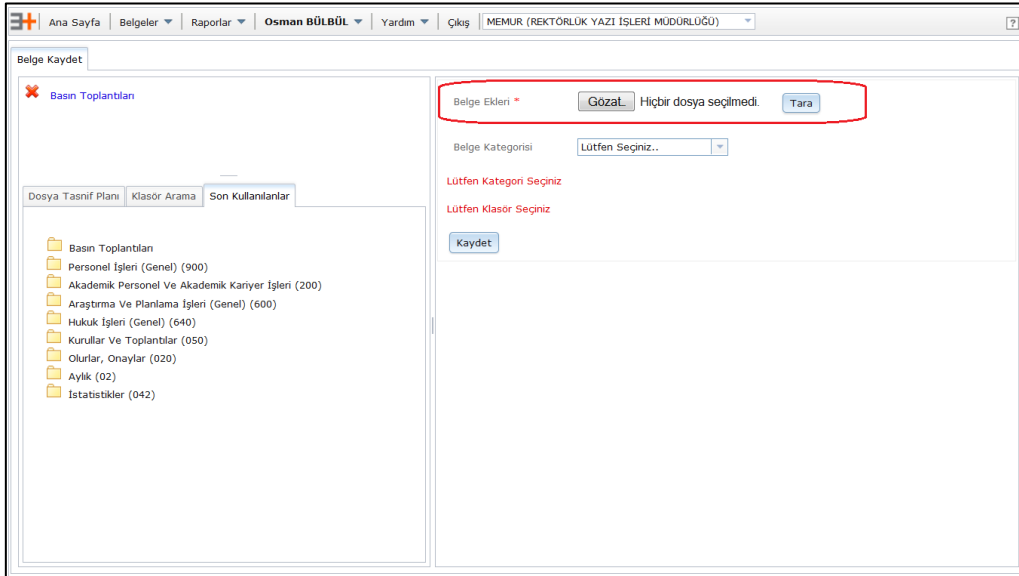 Ana Sayfa Belgeler Raporlar Osman BÜLBÜL Yardım Çıkış MEMUR (REKTÖRLÜK YAZI İŞLERİ MÜDÜRLÜĞÜ) ?
Belge Kaydet
Basın Toplantıları
Dosya Tasnif Planı Klasör Arama Son Kullanılanlar
Basın Toplantıları
Personel İşleri (Genel) (900)
Akademik Personel Ve Akademik Kariyer İşleri (200)
Araştırma Ve Planlama İşleri (Genel) (600)
Hukuk İşleri (Genel) (640)
Kurullar Ve Toplantılar (050)
Olurlar, Onaylar (020)
Aylık (02)
İstatistikler (042)
Belge Ekleri * Gözat.. Hiçbir dosya seçilmedi. Tara
Belge Kategorisi Lütfen Seçiniz..
Lütfen Kategori Seçiniz
Lütfen Klasör Seçiniz
Kaydet